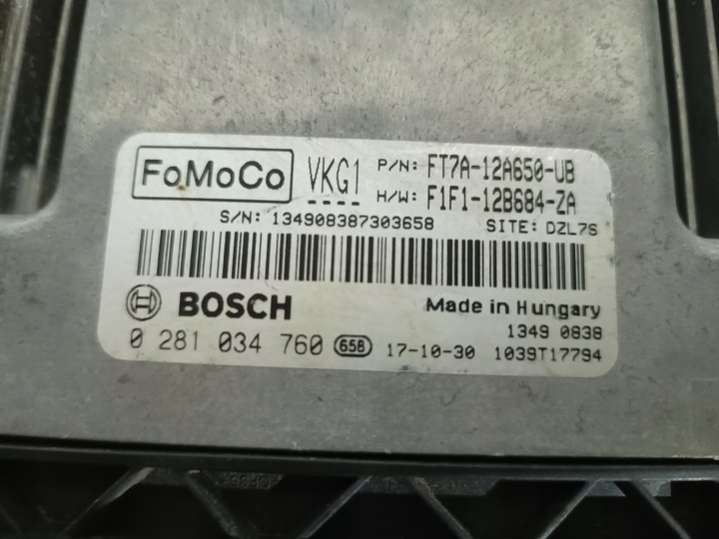 FoMoCo VKG1 P/N: FT7A-12A650-UB
H/W: F1F1-12B684-ZA
S/N: 134908387303658 SITE: DZL7S
BOSCH Made in Hungary
1349 0838
0 281 034 760 658 17-10-30 1039T17794